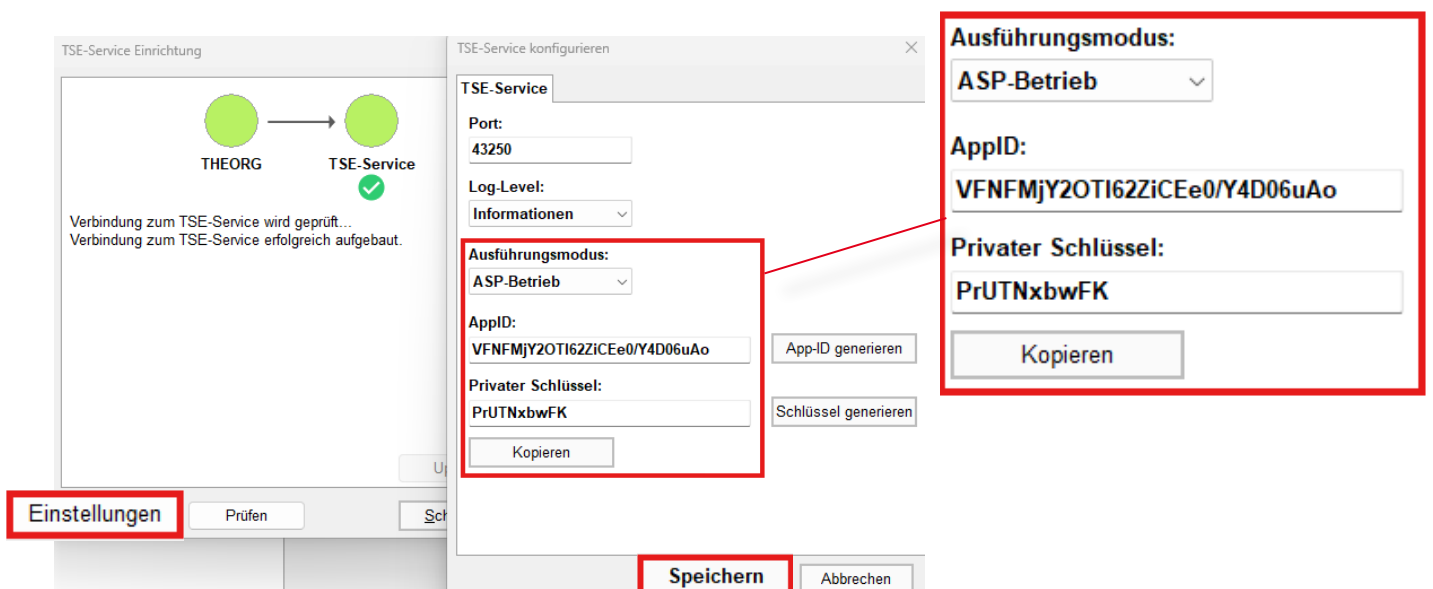 TSE-Service Einrichtung
THEORG
TSE-Service
Verbindung zum TSE-Service wird geprüft...
Verbindung zum TSE-Service erfolgreich aufgebaut.
Einstellungen
Prüfen
TSE-Service konfigurieren
TSE-Service
Port:
43250
Log-Level:
Informationen
Ausführungsmodus:
ASP-Betrieb
AppID:
VFNFMjY2OTI62ZiCEe0/Y4D06uAo
App-ID generieren
Privater Schlüssel:
PrUTNxbwFK
Schlüssel generieren
Kopieren
Speichern
Abbrechen
Ausführungsmodus:
ASP-Betrieb
AppID:
VFNFMjY2OTI62ZiCEe0/Y4D06uAo
Privater Schlüssel:
PrUTNxbwFK
Kopieren